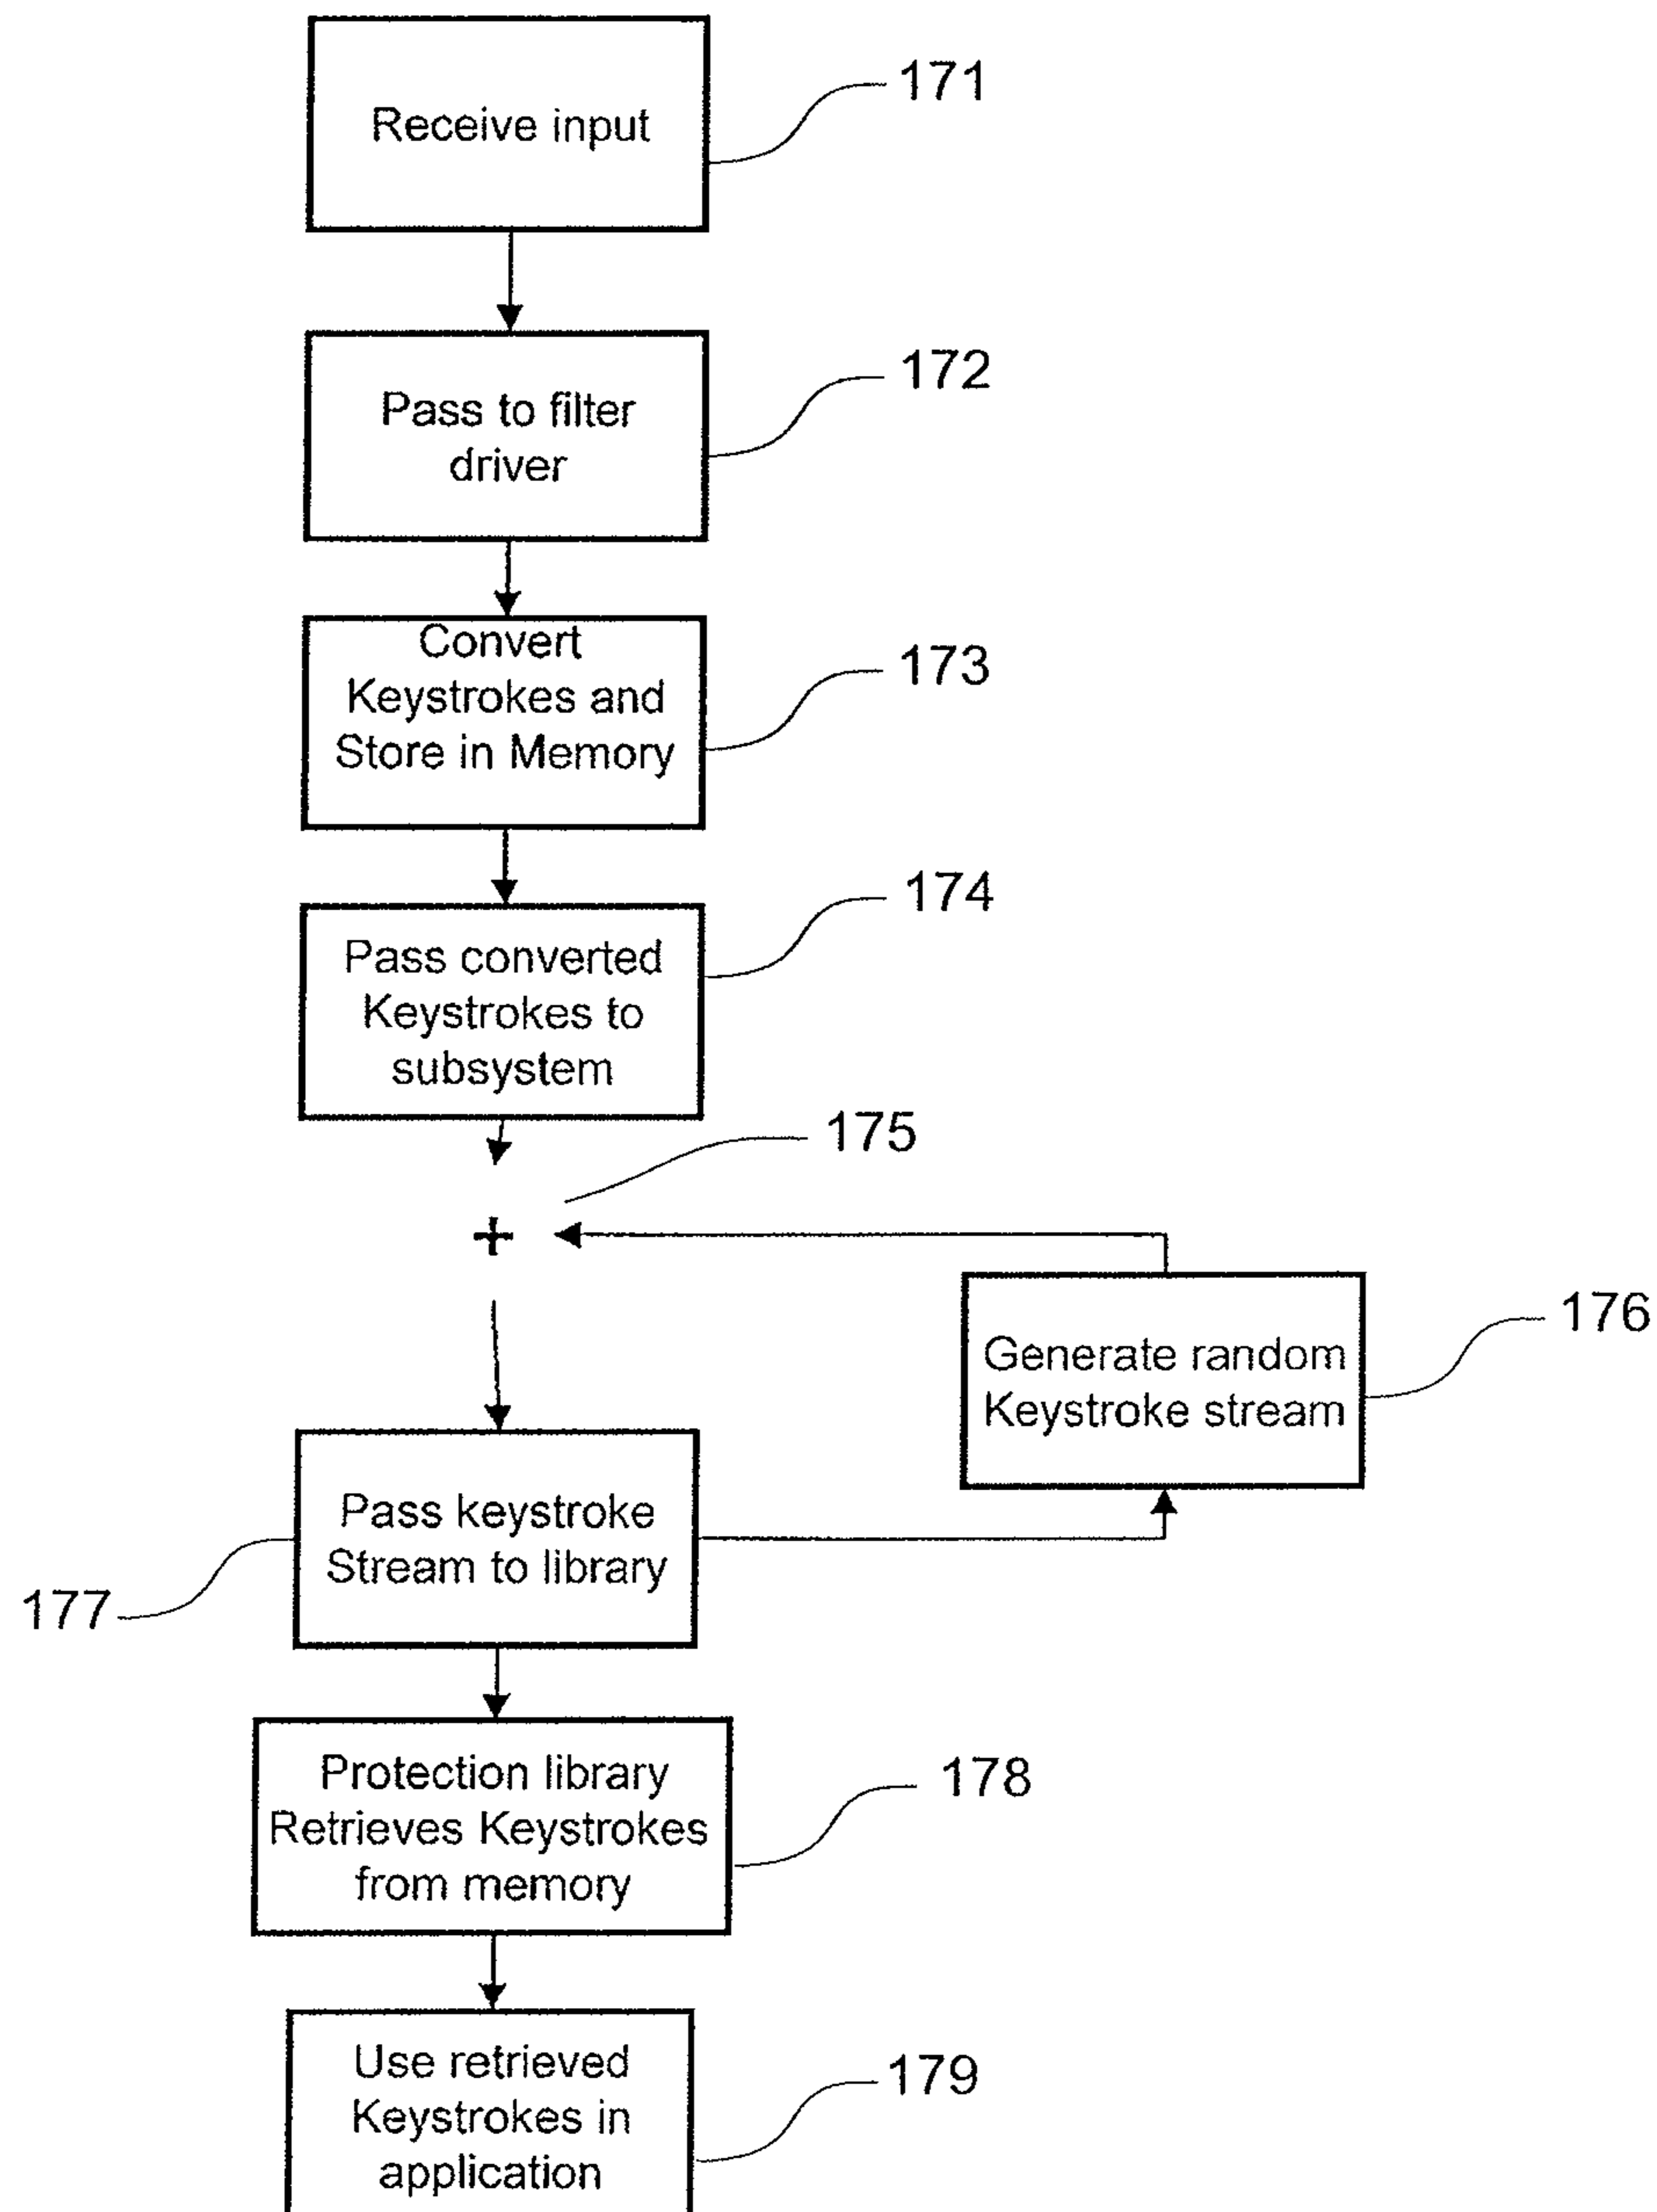 Receive input
171
Pass to filter
driver
172
Convert
Keystrokes and
Store in Memory
173
Pass converted
Keystrokes to
subsystem
174
175
+
Generate random
Keystroke stream
176
Pass keystroke
Stream to library
177
Protection library
Retrieves Keystrokes
from memory
178
Use retrieved
Keystrokes in
application
179